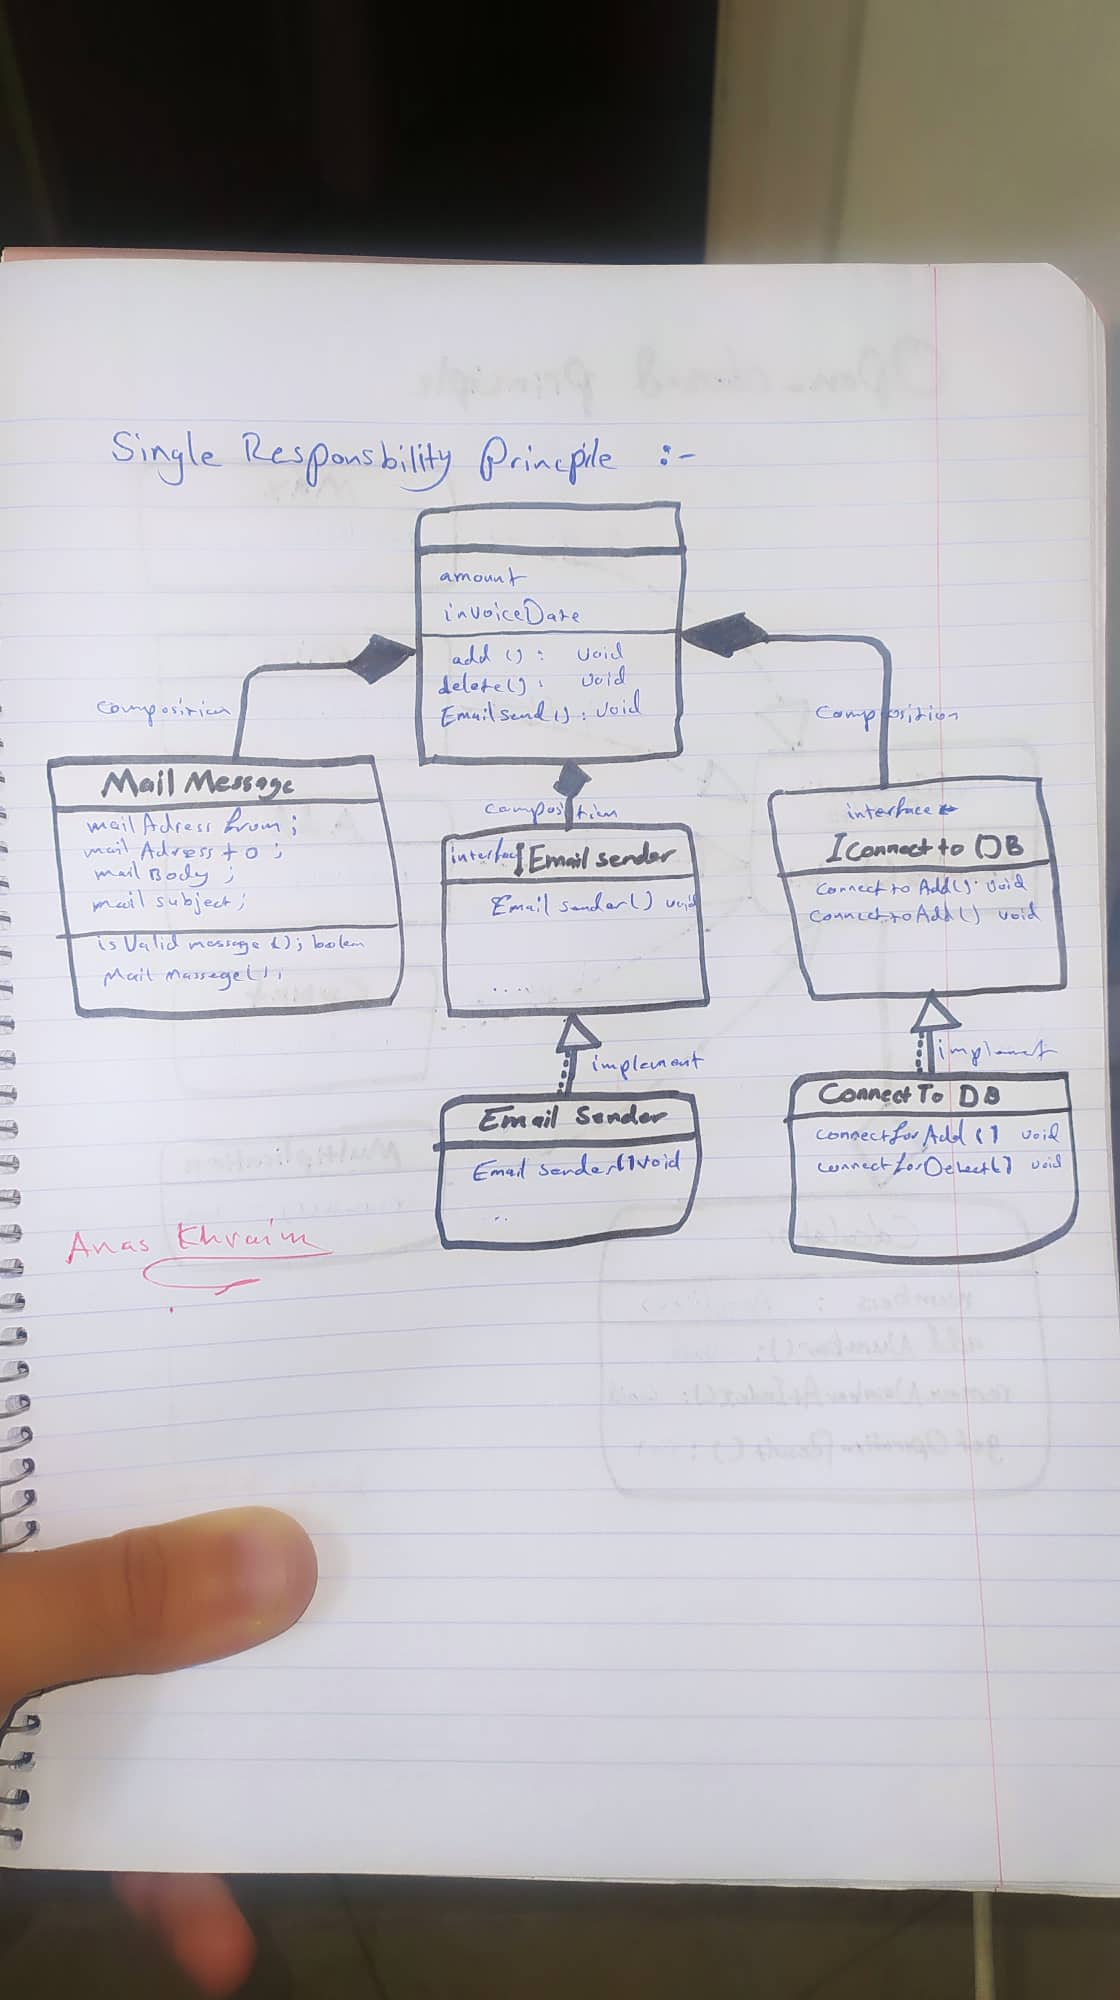 Single Responsbility Principle :-
amount
invoiceDate
add () : void
delete() : void
Email send () : void
composition
composition
composition
Mail Message
mail Adress from ;
mail Adress to ;
mail Body ;
mail subject ;
is Valid message () ; bolen
Mail Massege() ;
interface
IEmail sender
Email sender() void
....
interface
IConnect to DB
Connect to Add() : void
Connect to Add() void
implement
implemet
Email Sender
Email sender() void
..
Connect To DB
connect for Add () void
connect for () void
Anas Khraim